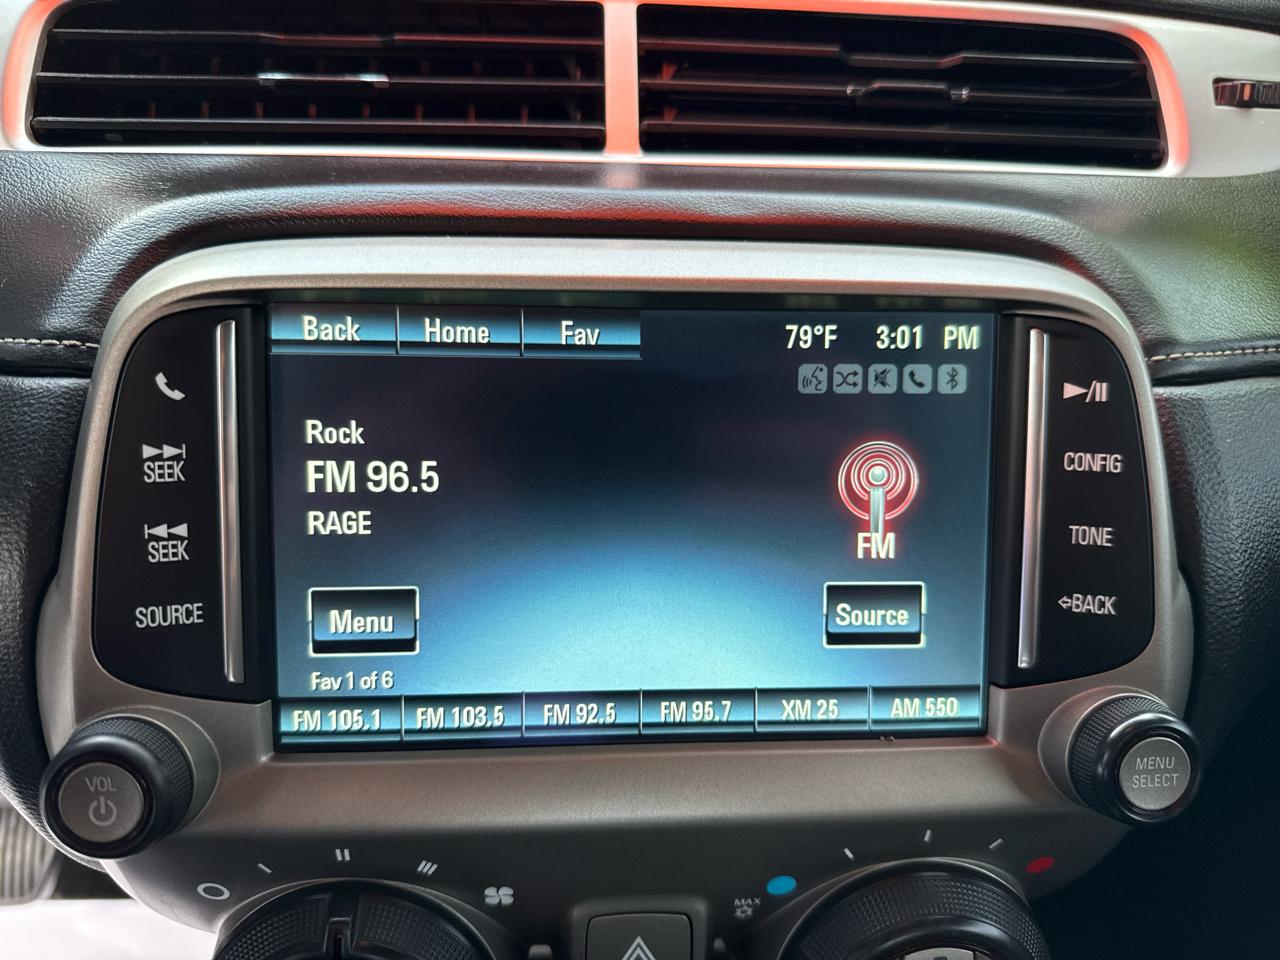 Back Home Fav 79°F 3:01 PM
Rock
FM 96.5
RAGE
FM
Menu
Source
Fav 1 of 6
FM 105.1 FM 103.5 FM 92.5 FM 95.7 XM 25 AM 550
SEEK
SEEK
SOURCE
CONFIG
TONE
BACK
VOL
MENU
SELECT
MAX